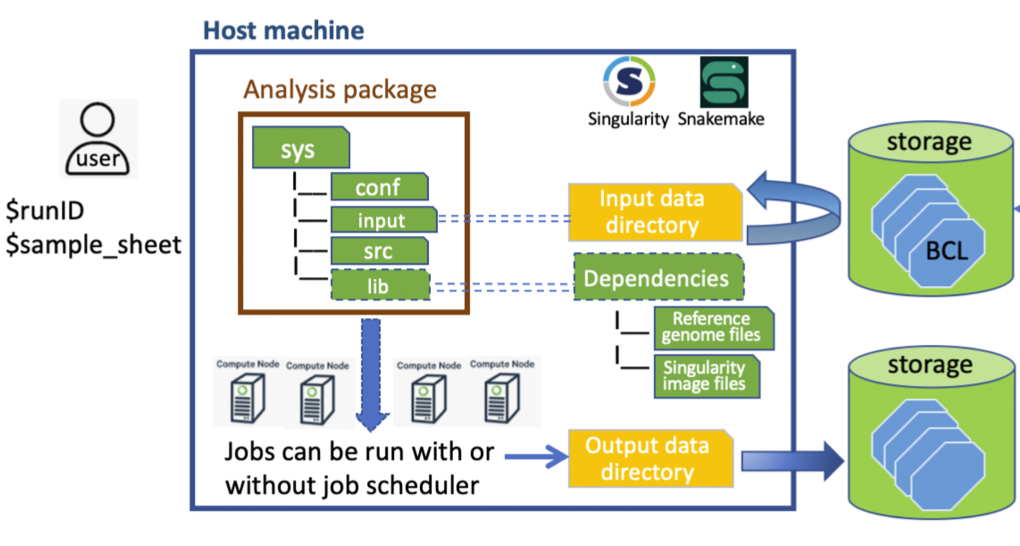 Host machine
Analysis package
sys
conf
input
src
lib
Singularity
Snakemake
user
$runID
$sample_sheet
Input data
directory
Dependencies
Reference
genome files
Singularity
image files
storage
BCL
Compute Node
Compute Node
Compute Node
Compute Node
Jobs can be run with or
without job scheduler
Output data
directory
storage